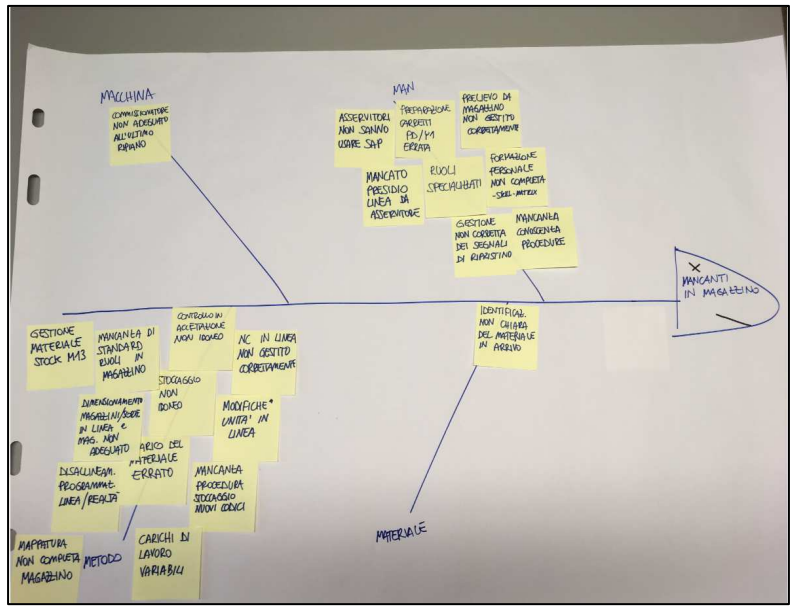 MACCHINA
COMMISIONATORE
NON ADEGUATO
ALL'ULTIMO
RIPIANO
MAN
ASSERVITORI
NON SANNO
USARE SAP
PREPARAZIONE
CARRETTI
PD/M1
ERRATA
PRELIEVO DA
MAGAZZINO
NON GESTITO
CORRETTAMENTE
MANCATO
PRESIDIO
LINEA DA
ASSERVITORE
RUOLI
SPECIALIZZATI
FORMAZIONE
PERSONALE
NON COMPLETA
-SKILL-MATRIX
GESTIONE
NON CORRETTA
DEI SEGNALI
DI RIPRISTINO
MANCANZA
CONOSCENZA
PROCEDURE
MANCANTI
IN MAGAZZINO
GESTIONE
MATERIALE
STOCK M13
MANCANZA DI
STANDARD
RUOLI IN
MAGAZZINO
CONTROLLO IN
ACCETTAZIONE
NON IDONEO
NC IN LINEA
NON GESTITO
CORRETTAMENTE
IDENTIFICAZ.
NON CHIARA
DEL MATERIALE
IN ARRIVO
DIMENSIONAMENTO
MAGAZZINI/SCORTE
IN LINEA e
MAG. NON
ADEGUATO
STOCCAGGIO
NON
IDONEO
MODIFICHE
UNITA' IN
LINEA
DISALLINEAM.
PROGRAMMAZ.
LINEA/REALTÀ
ARICO DEL
MATERIALE
ERRATO
MANCANZA
PROCEDURA
STOCCAGGIO
NUOVI CODICI
MAPPATURA
NON COMPLETA
MAGAZZINO
METODO
CARICHI DI
LAVORO
VARIABILI
MATERIALE